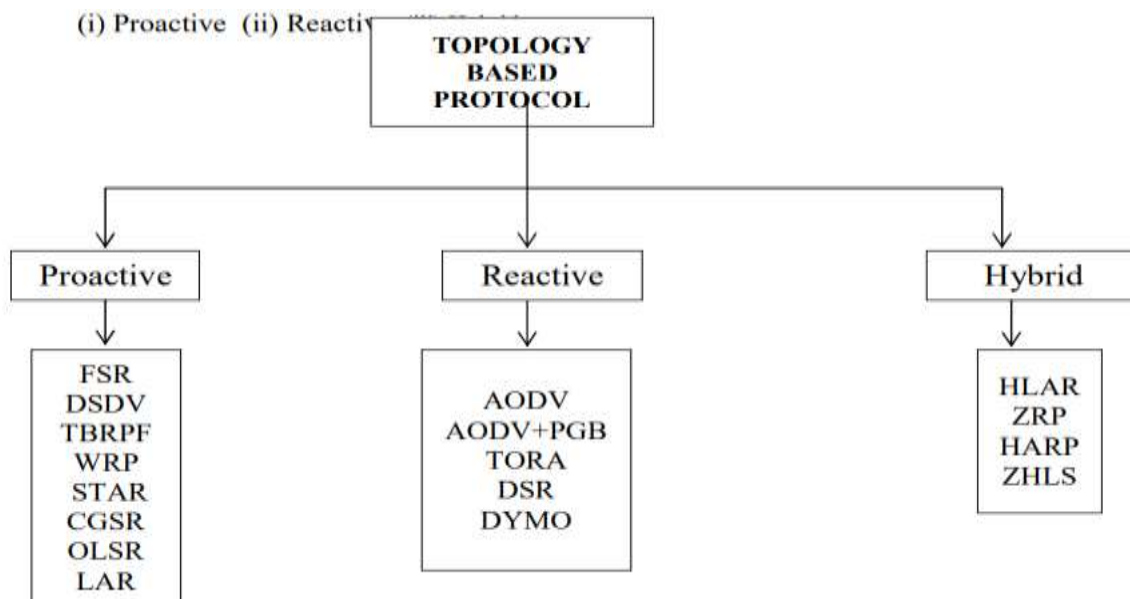 (i) Proactive (ii) Reactiv
TOPOLOGY
BASED
PROTOCOL
Proactive
Reactive
Hybrid
FSR
DSDV
TBRPF
WRP
STAR
CGSR
OLSR
LAR
AODV
AODV+PGB
TORA
DSR
DYMO
HLAR
ZRP
HARP
ZHLS